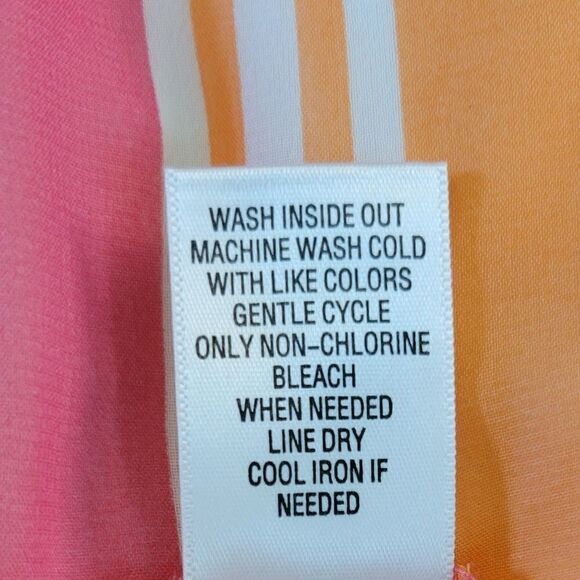 WASH INSIDE OUT
MACHINE WASH COLD
WITH LIKE COLORS
GENTLE CYCLE
ONLY NON-CHLORINE
BLEACH
WHEN NEEDED
LINE DRY
COOL IRON IF
NEEDED